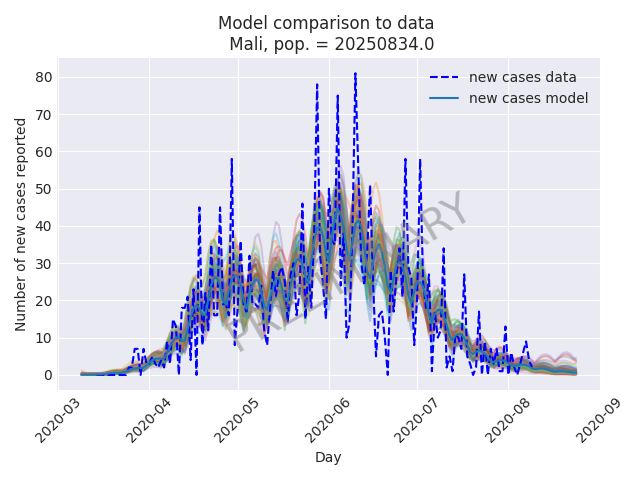 Model comparison to data
Mali, pop. = 20250834.0
new cases data
new cases model
Number of new cases reported
80
70
60
50
40
30
20
10
0
PRELIMINARY
2020-03
2020-04
2020-05
2020-06
2020-07
2020-08
2020-09
Day